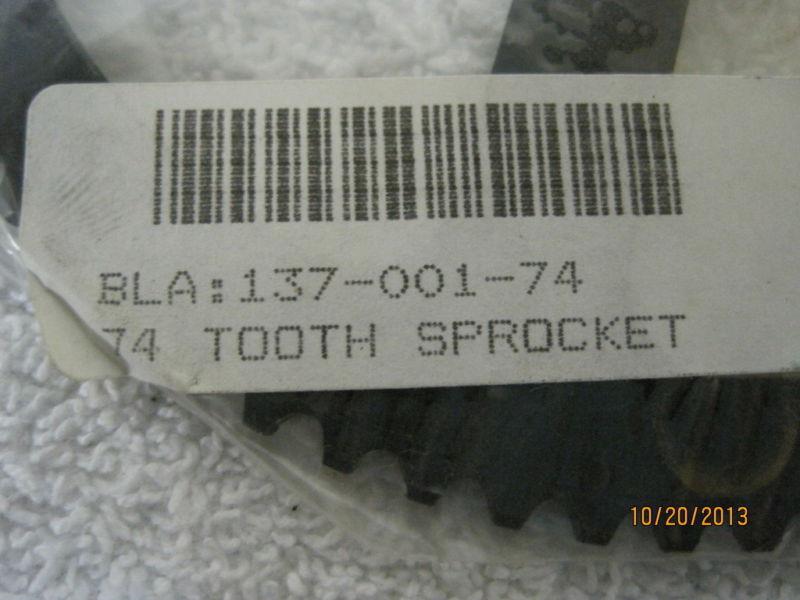 BLA:137-001-74
74 TOOTH SPROCKET
10/20/2013